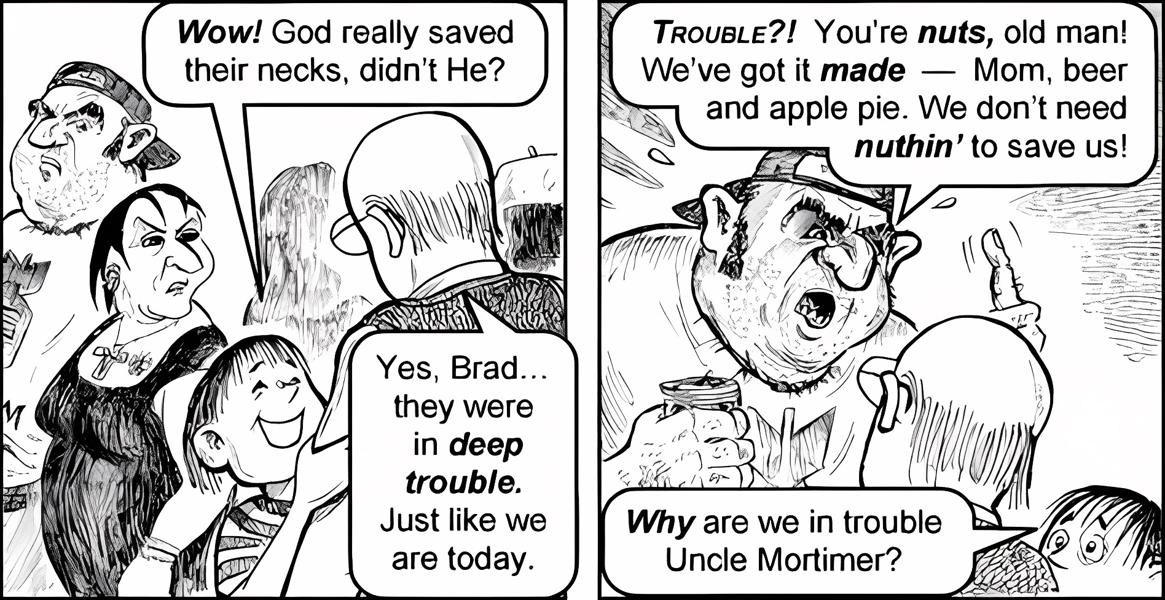 Wow! God really saved
their necks, didn't He?
Yes, Brad...
they were
in deep
trouble.
Just like we
are today.
TROUBLE?! You're nuts, old man!
We've got it made — Mom, beer
and apple pie. We don't need
nuthin' to save us!
Why are we in trouble
Uncle Mortimer?